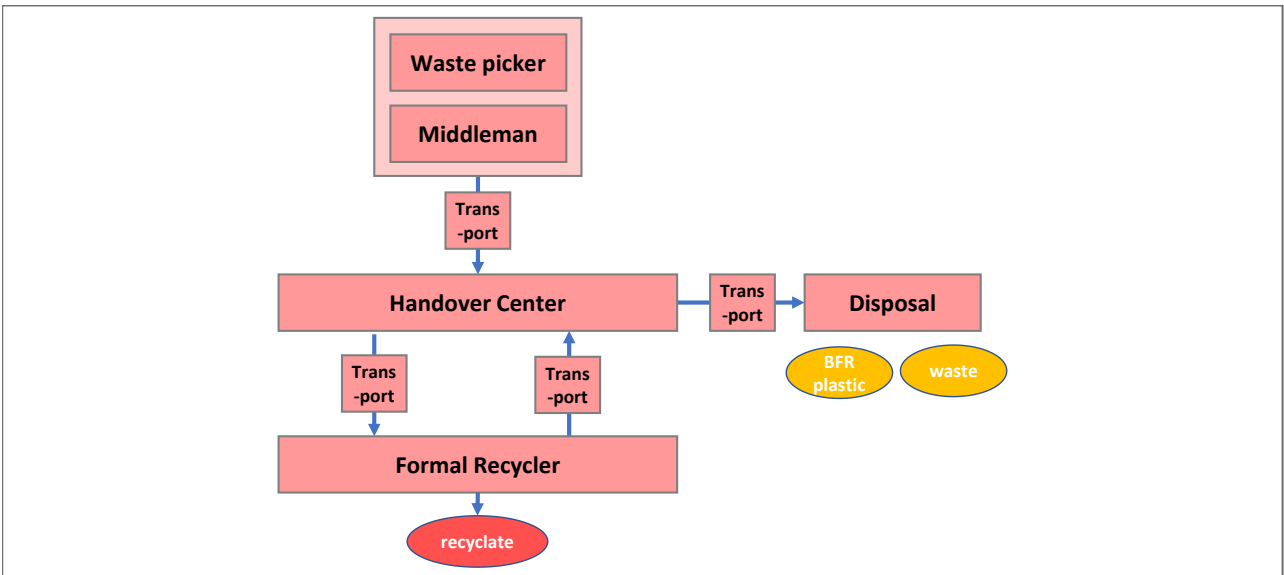 Waste picker
Middleman
Trans
-port
Handover Center
Trans
-port
Disposal
BFR
plastic
waste
Trans
-port
Trans
-port
Formal Recycler
recyclate